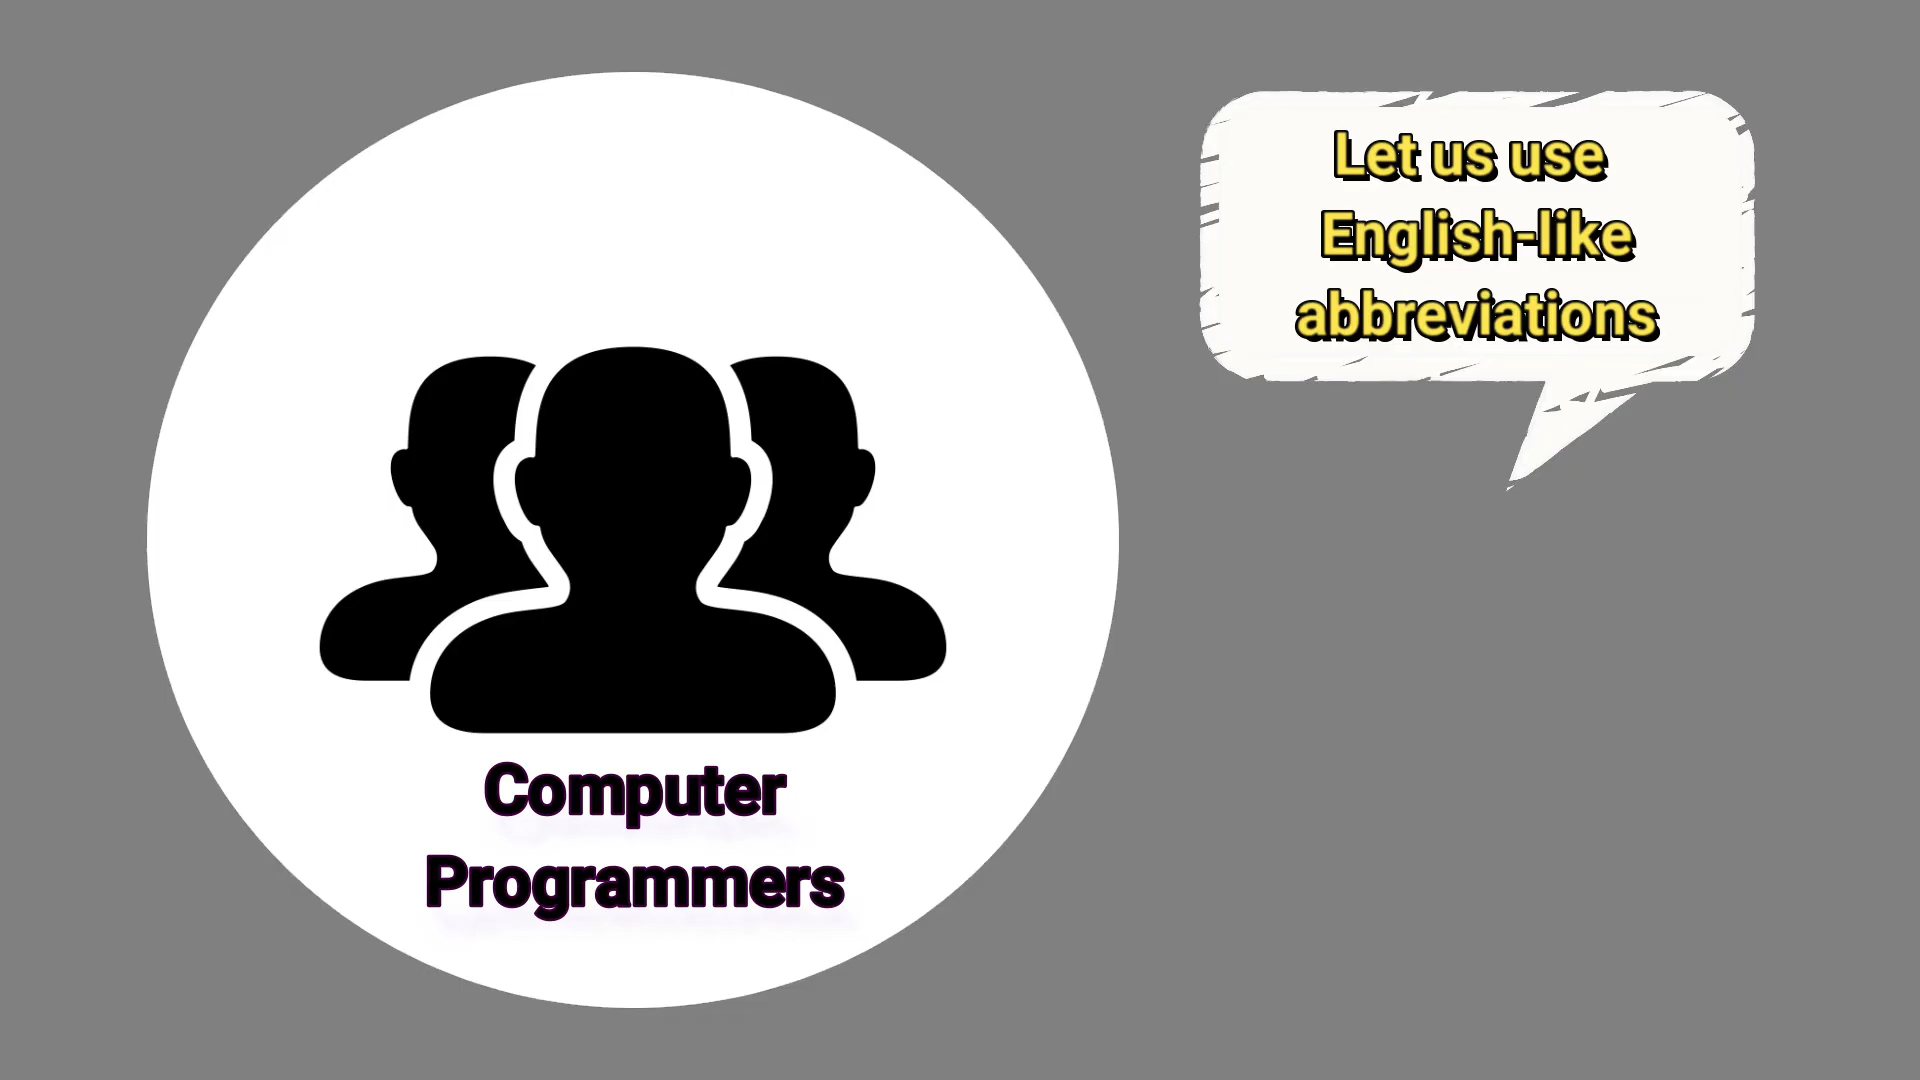 Let us use
English-like
abbreviations
Computer
Programmers